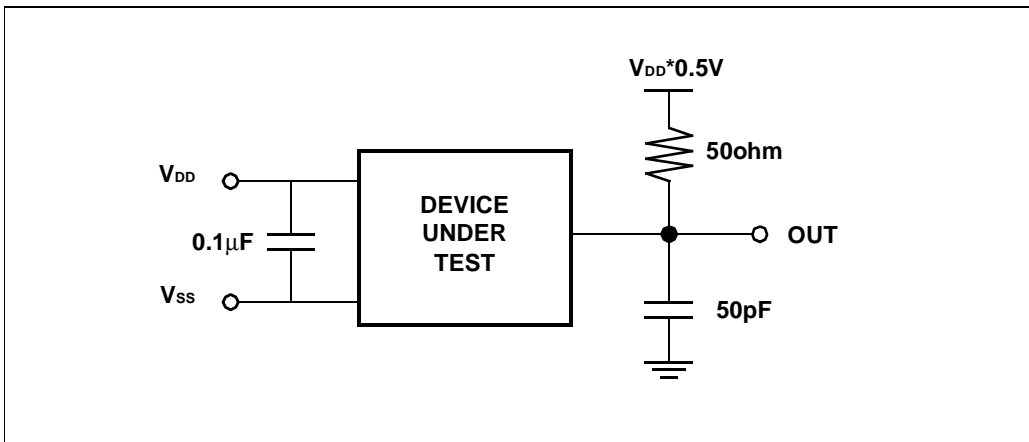 VDD*0.5V
50ohm
VDD
DEVICE
UNDER
TEST
OUT
0.1μF
VSS
50pF